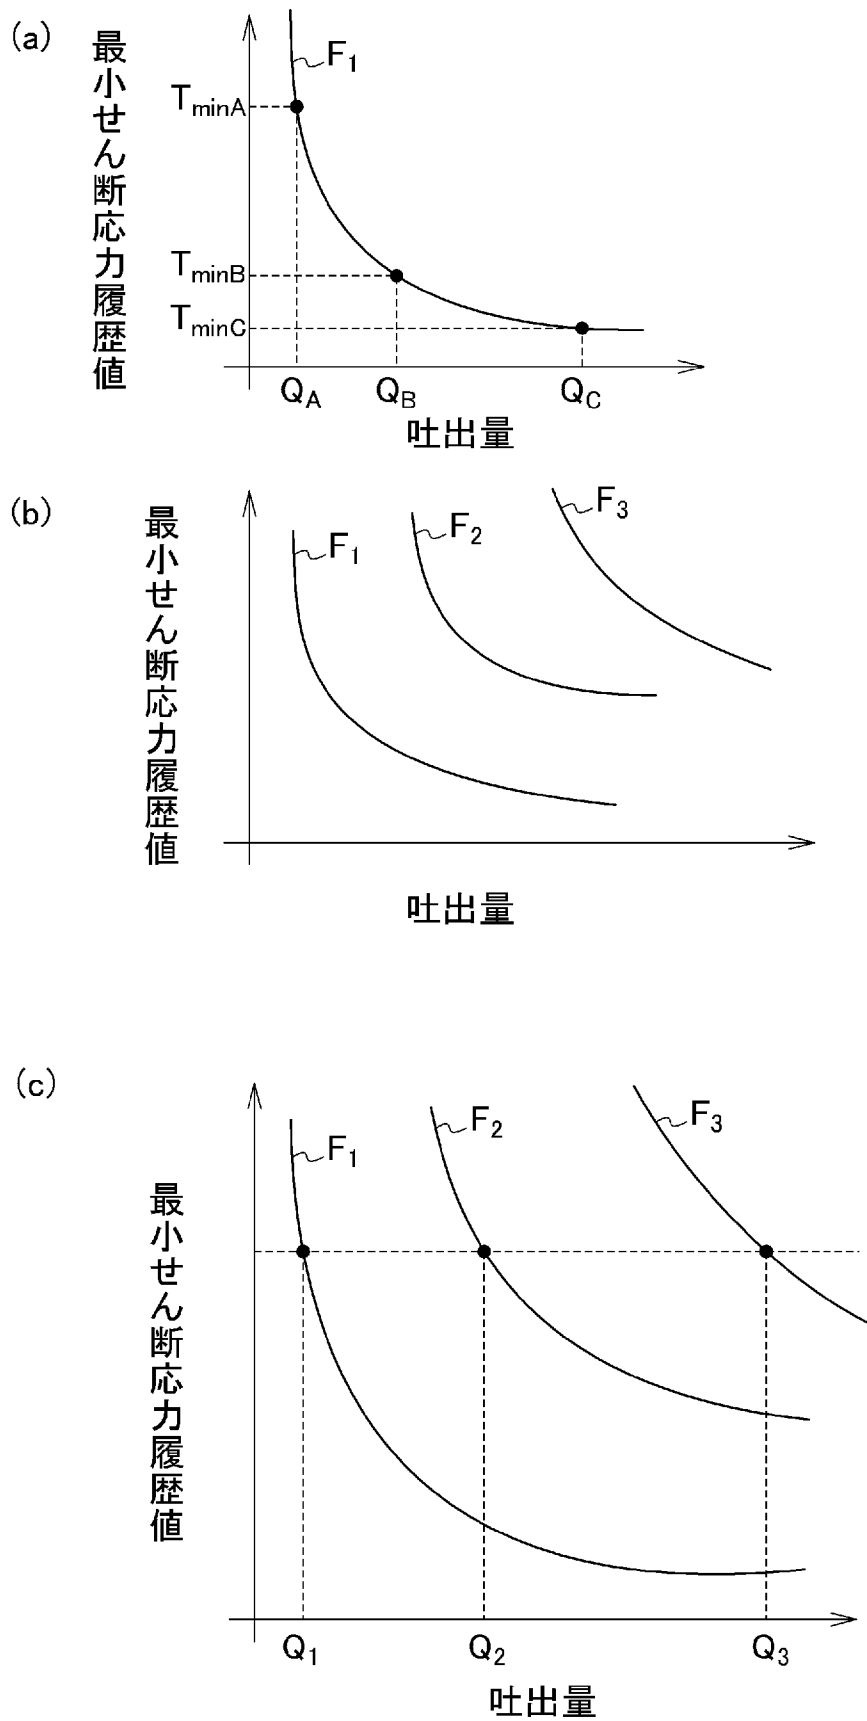 (a)
最小せん断応力履歴値
F1
TminA
TminB
TminC
QA
QB
QC
吐出量
(b)
最小せん断応力履歴値
F1
F2
F3
吐出量
(c)
最小せん断応力履歴値
F1
F2
F3
Q1
Q2
Q3
吐出量